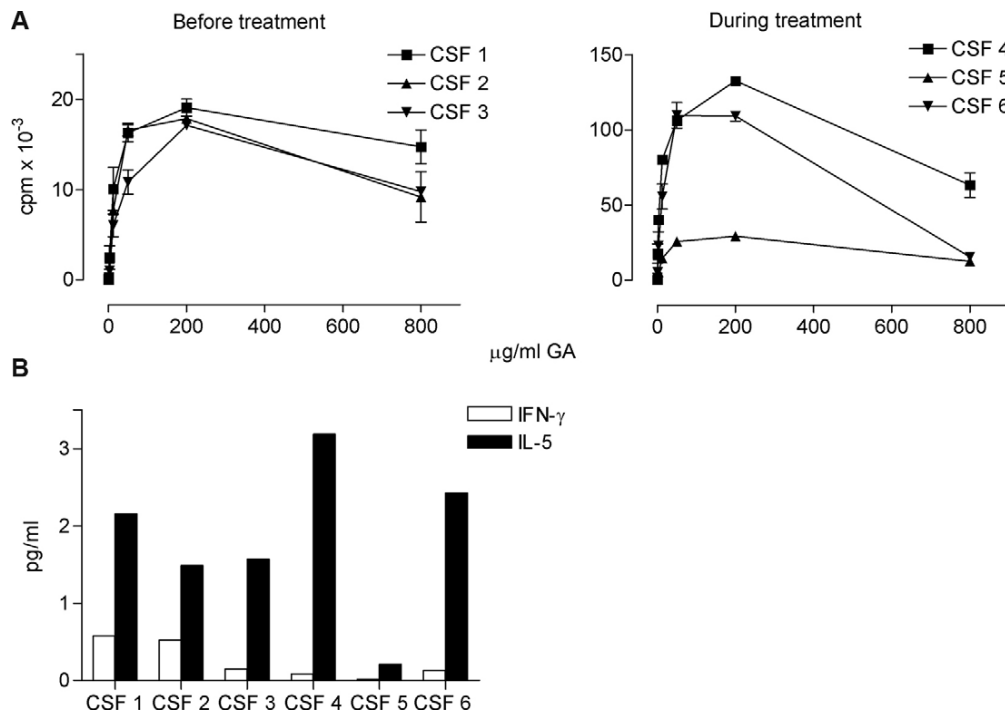 A
Before treatment
CSF 1
CSF 2
CSF 3
20
10
0
cpm x 10⁻³
0 200 400 600 800
During treatment
CSF 4
CSF 5
CSF 6
150
100
50
0
0 200 400 600 800
µg/ml GA
B
IFN-γ
IL-5
3
2
1
0
pg/ml
CSF 1 CSF 2 CSF 3 CSF 4 CSF 5 CSF 6